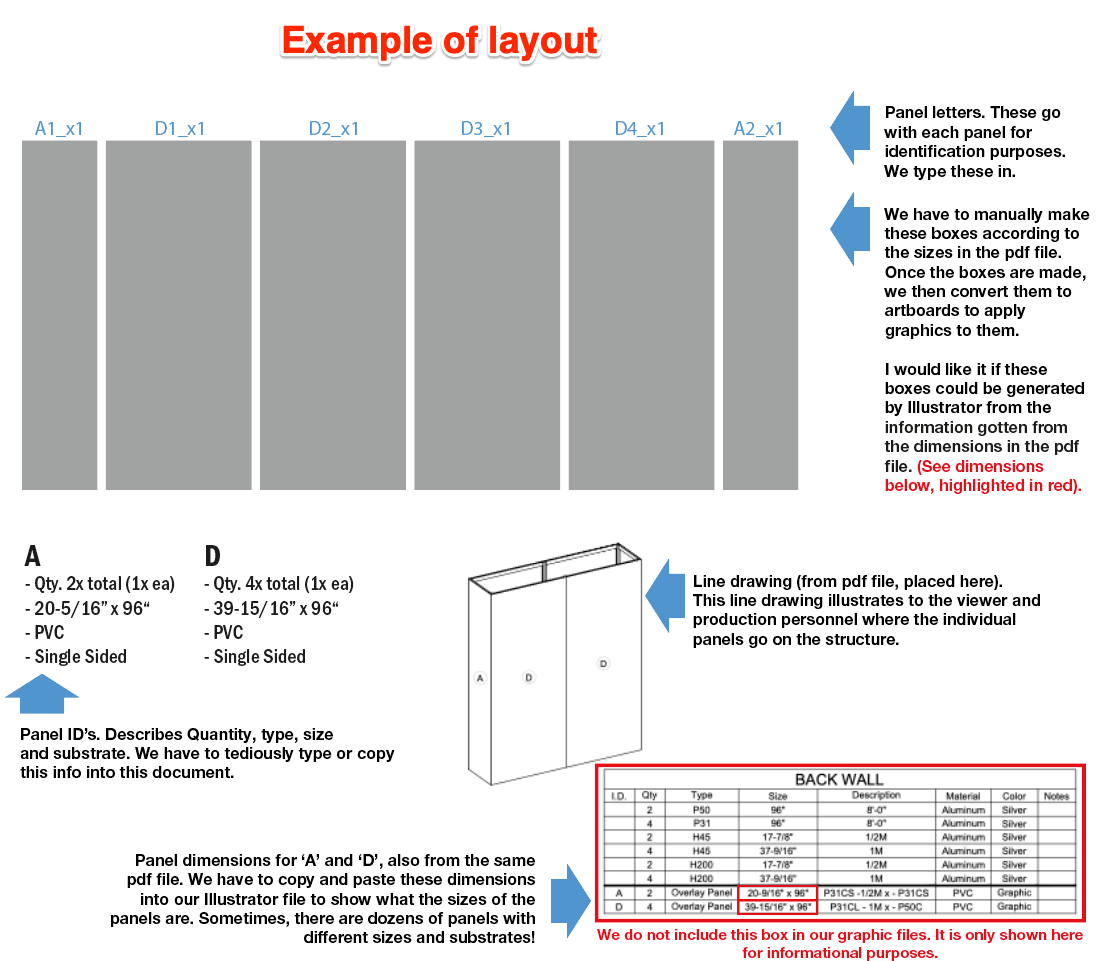 Example of layout
A1_x1 D1_x1 D2_x1 D3_x1 D4_x1 A2_x1
Panel letters. These go
with each panel for
identification purposes.
We type these in.
We have to manually make
these boxes according to
the sizes in the pdf file.
Once the boxes are made,
we then convert them to
artboards to apply
graphics to them.
I would like it if these
boxes could be generated
by Illustrator from the
information gotten from
the dimensions in the pdf
file. (See dimensions
below, highlighted in red).
A
- Qty. 2x total (1x ea)
- 20-5/16” x 96“
- PVC
- Single Sided
D
- Qty. 4x total (1x ea)
- 39-15/16” x 96“
- PVC
- Single Sided
A D D
Line drawing (from pdf file, placed here).
This line drawing illustrates to the viewer and
production personnel where the individual
panels go on the structure.
Panel ID’s. Describes Quantity, type, size
and substrate. We have to tediously type or copy
this info into this document.
Panel dimensions for ‘A’ and ‘D’, also from the same
pdf file. We have to copy and paste these dimensions
into our Illustrator file to show what the sizes of the
panels are. Sometimes, there are dozens of panels with
different sizes and substrates!
BACK WALL
I.D. Qty Type Size Description Material Color Notes
2 P50 96" 8'-0" Aluminum Silver
4 P31 96" 8'-0" Aluminum Silver
2 H45 17-7/8" 1/2M Aluminum Silver
4 H45 37-9/16" 1M Aluminum Silver
2 H200 17-7/8" 1/2M Aluminum Silver
4 H200 37-9/16" 1M Aluminum Silver
A 2 Overlay Panel 20-9/16" x 96" P31CS -1/2M x - P31CS PVC Graphic
D 4 Overlay Panel 39-15/16" x 96" P31CL - 1M x - P50C PVC Graphic
We do not include this box in our graphic files. It is only shown here
for informational purposes.